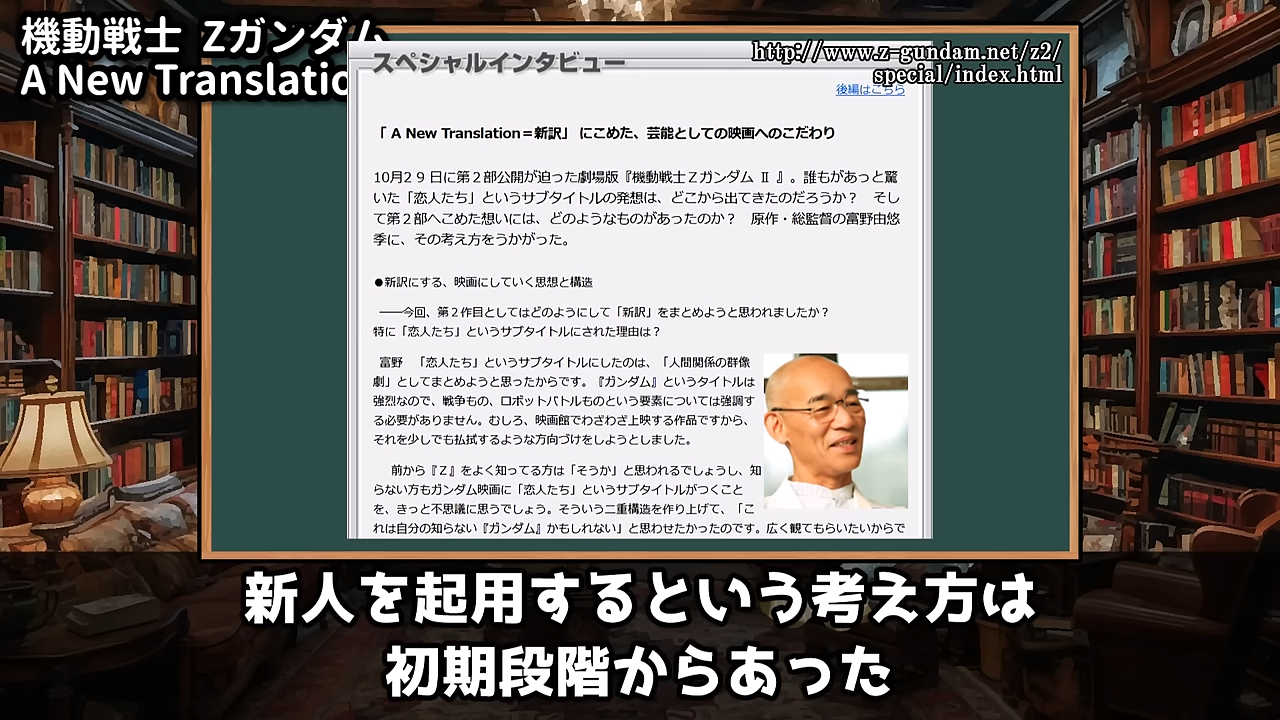 機動戦士 Zガンダム
A New Translatio
スペシャルインタビュー
http://www.z-gundam.net/z2/
special/index.html
後編はこちら
「 A New Translation＝新訳」 にこめた、芸能としての映画へのこだわり
10月２９日に第２部公開が迫った劇場版『機動戦士Ｚガンダム Ⅱ 』。誰もがあっと驚
いた「恋人たち」というサブタイトルの発想は、どこから出てきたのだろうか？　そし
て第２部へこめた想いには、どのようなものがあったのか？　原作・総監督の富野由悠
季に、その考え方をうかがった。
●新訳にする、映画にしていく思想と構造
――今回、第２作目としてはどのようにして「新訳」をまとめようと思われましたか？
特に「恋人たち」というサブタイトルにされた理由は？
富野　「恋人たち」というサブタイトルにしたのは、「人間関係の群像
劇」としてまとめようと思ったからです。『ガンダム』というタイトルは
強烈なので、戦争もの、ロボットバトルものという要素については強調す
る必要がありません。むしろ、映画館でわざわざ上映する作品ですから、
それを少しでも払拭するような方向づけをしようとしました。
前から『Ｚ』をよく知ってる方は「そうか」と思われるでしょうし、知
らない方もガンダム映画に「恋人たち」というサブタイトルがつくこと
を、きっと不思議に思うでしょう。そういう二重構造を作り上げて、「こ
れは自分の知らない『ガンダム』かもしれない」と思わせたかったのです。広く観てもらいたいからで
新人を起用するという考え方は
初期段階からあった